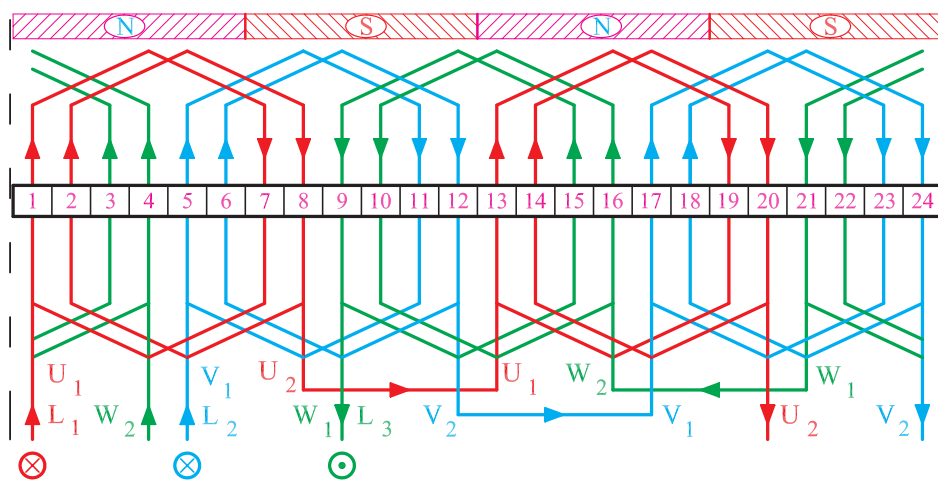 N S N S
1 2 3 4 5 6 7 8 9 10 11 12 13 14 15 16 17 18 19 20 21 22 23 24
U1 V1 U2 U1 W2 W1
L1 W2 L2 W1 L3 V2 V1 U2 V2